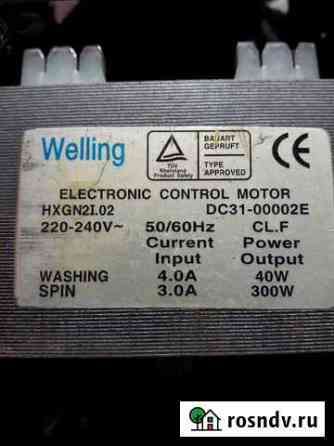 Welling
TÜV
Rheinland
Product Safety
BAUART
GEPRÜFT
TYPE
APPROVED
CE
ELECTRONIC CONTROL MOTOR
HXGN2I.02 DC31-00002E
220-240V~ 50/60Hz CL.F
Current Power
Input Output
WASHING 4.0A 40W
SPIN 3.0A 300W
rosndv.ru